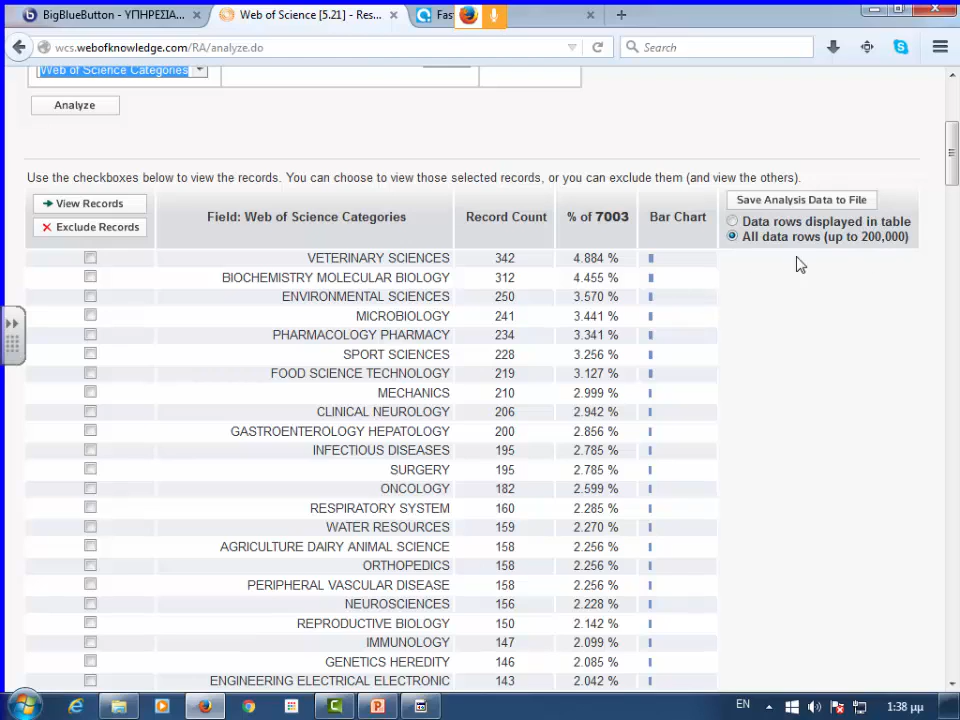 BigBlueButton - ΥΠΗΡΕΣΙΑ...
Web of Science [5.21] - Res...
Fas
wcs.webofknowledge.com/RA/analyze.do
Search
Web of Science Categories
Analyze
Use the checkboxes below to view the records. You can choose to view those selected records, or you can exclude them (and view the others).
View Records
Exclude Records
Field: Web of Science Categories
Record Count
% of 7003
Bar Chart
Save Analysis Data to File
Data rows displayed in table
All data rows (up to 200,000)
VETERINARY SCIENCES 342 4.884 %
BIOCHEMISTRY MOLECULAR BIOLOGY 312 4.455 %
ENVIRONMENTAL SCIENCES 250 3.570 %
MICROBIOLOGY 241 3.441 %
PHARMACOLOGY PHARMACY 234 3.341 %
SPORT SCIENCES 228 3.256 %
FOOD SCIENCE TECHNOLOGY 219 3.127 %
MECHANICS 210 2.999 %
CLINICAL NEUROLOGY 206 2.942 %
GASTROENTEROLOGY HEPATOLOGY 200 2.856 %
INFECTIOUS DISEASES 195 2.785 %
SURGERY 195 2.785 %
ONCOLOGY 182 2.599 %
RESPIRATORY SYSTEM 160 2.285 %
WATER RESOURCES 159 2.270 %
AGRICULTURE DAIRY ANIMAL SCIENCE 158 2.256 %
ORTHOPEDICS 158 2.256 %
PERIPHERAL VASCULAR DISEASE 158 2.256 %
NEUROSCIENCES 156 2.228 %
REPRODUCTIVE BIOLOGY 150 2.142 %
IMMUNOLOGY 147 2.099 %
GENETICS HEREDITY 146 2.085 %
ENGINEERING ELECTRICAL ELECTRONIC 143 2.042 %
EN
1:38 μμ